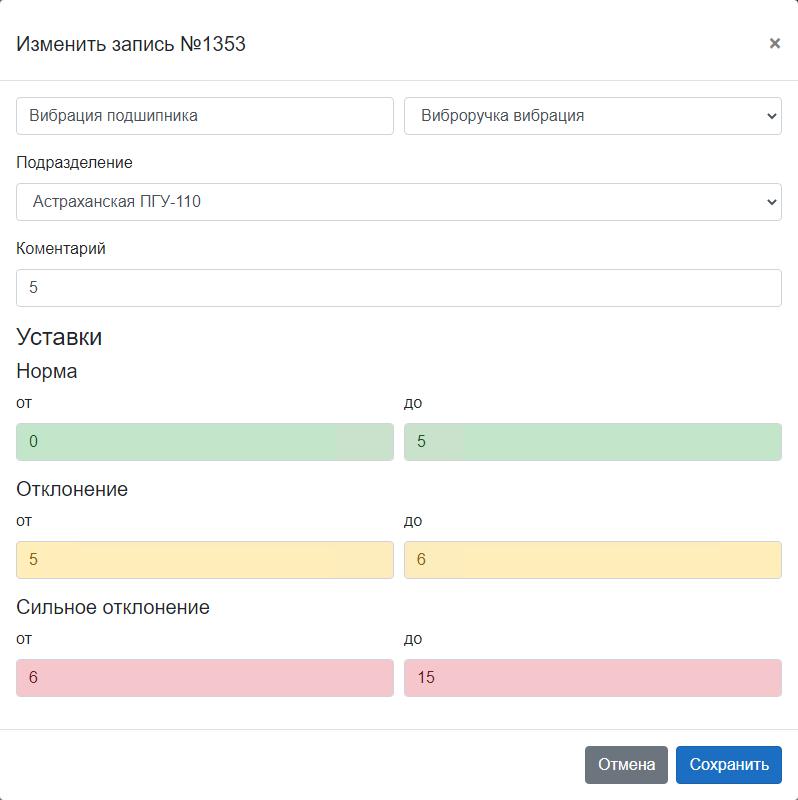 Изменить запись №1353 ×
Вибрация подшипника Виброручка вибрация
Подразделение
Астраханская ПГУ-110
Коментарий
5
Уставки
Норма
от до
0 5
Отклонение
от до
5 6
Сильное отклонение
от до
6 15
Отмена Сохранить